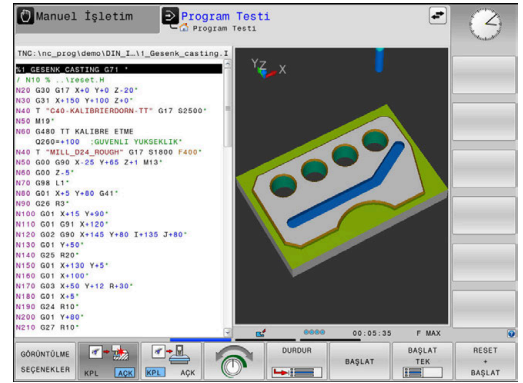 Manuel İşletim
Program Testi
Program Testi
TNC:\nc_prog\demo\DIN_I…\1_Gesenk_casting.I
%1_GESENK_CASTING G71 *
/ N10 % ..\reset.H
N20 G30 G17 X+0 Y+0 Z-20*
N30 G31 X+150 Y+100 Z+0*
N40 T "C40-KALIBRIERDORN-TT" G17 S2500*
N50 M19*
N60 G480 TT KALIBRE ETME
Q260=+100 ;GUVENLI YUKSEKLIK*
N40 T "MILL_D24_ROUGH" G17 S1800 F400*
N50 G00 G90 X-25 Y+65 Z+1 M13*
N60 G00 Z-5*
N70 G98 L1*
N80 G01 X+5 Y+80 G41*
N90 G26 R3*
N100 G01 X+15 Y+90*
N110 G01 G91 X+120*
N120 G02 G90 X+145 Y+80 I+135 J+80*
N130 G01 Y+50*
N140 G25 R20*
N150 G01 X+130 Y+5*
N160 G01 X+100*
N170 G03 X+50 Y+12 R+30*
N180 G01 X+5*
N190 G24 R10*
N200 G01 Y+80*
N210 G27 R10*
YZ X
00:05:35 F MAX
GÖRÜNTÜLME
SEÇENEKLER
KPL AÇK
KPL AÇK
DURDUR
BAŞLAT
BAŞLAT
TEK
RESET
+
BAŞLAT